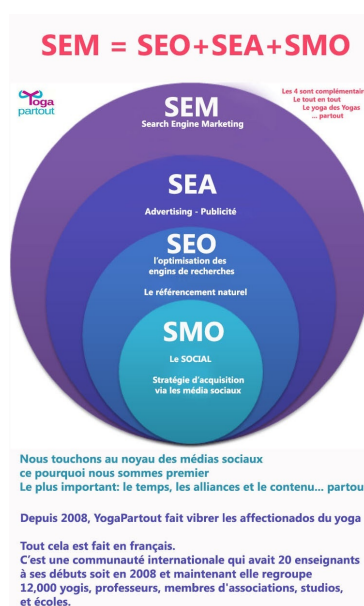 SEM = SEO+SEA+SMO
Yoga
partout
Les 4 sont complémentair
Le tout en tout
Le yoga des Yogas
... partout
SEM
Search Engine Marketing
SEA
Advertising - Publicité
SEO
l'optimisation des
engins de recherches
Le référencement naturel
SMO
Le SOCIAL
Stratégie d'acquisition
via les média sociaux
Nous touchons au noyau des médias sociaux
ce pourquoi nous sommes premier
Le plus important: le temps, les alliances et le contenu... partou
Depuis 2008, YogaPartout fait vibrer les affectionados du yoga
Tout cela est fait en français.
C'est une communauté internationale qui avait 20 enseignants
à ses débuts soit en 2008 et maintenant elle regroupe
12,000 yogis, professeurs, membres d'associations, studios,
et écoles.